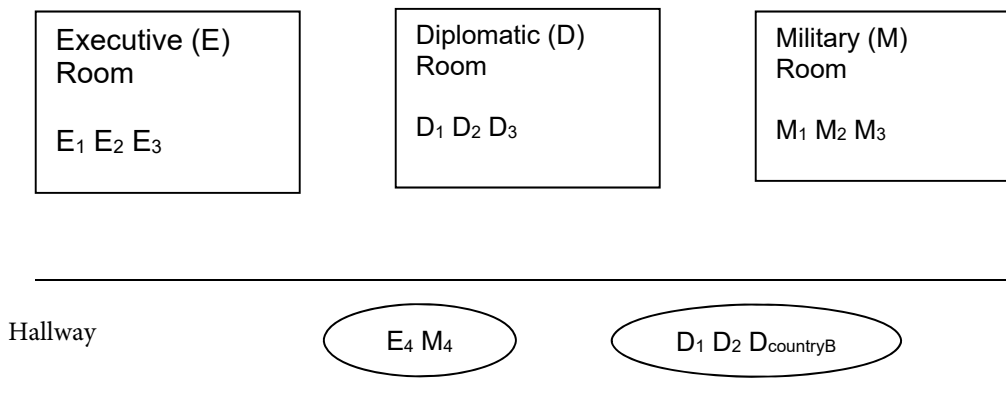 Executive (E)
Room
E₁ E₂ E₃
Diplomatic (D)
Room
D₁ D₂ D₃
Military (M)
Room
M₁ M₂ M₃
Hallway
E₄ M₄
D₁ D₂ DcountryB